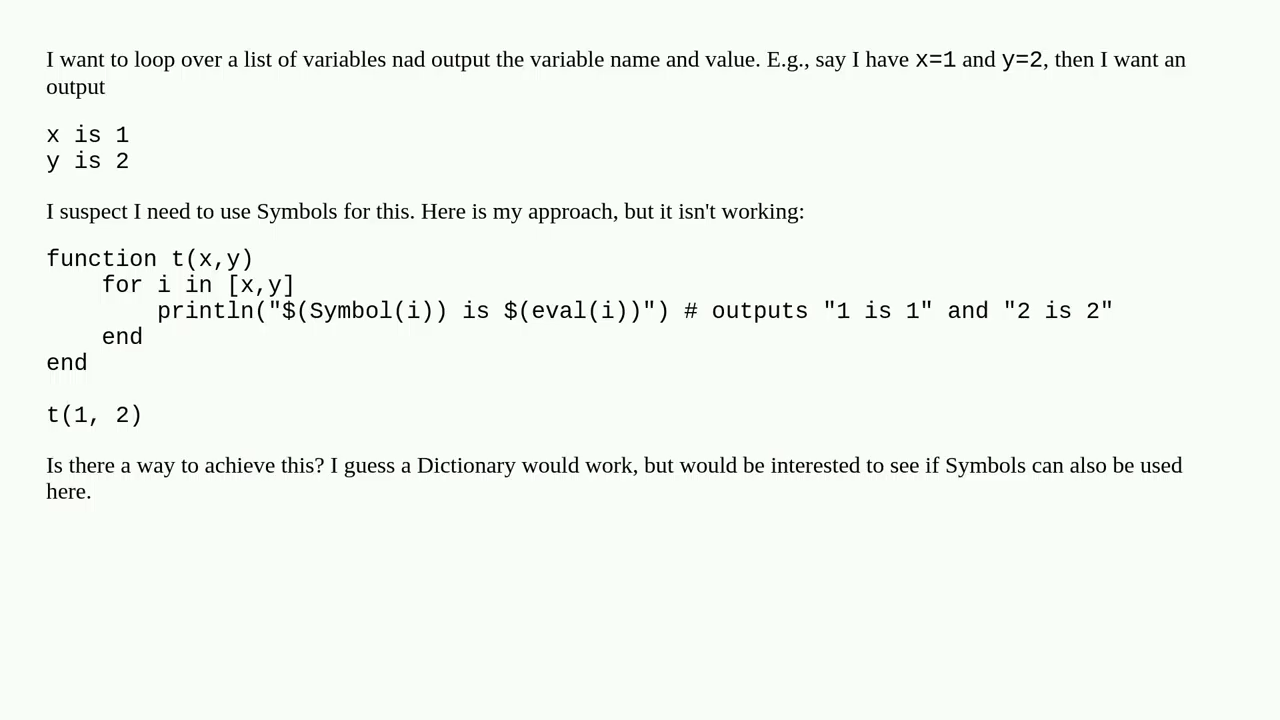 I want to loop over a list of variables nad output the variable name and value. E.g., say I have x=1 and y=2, then I want an
output
x is 1
y is 2
I suspect I need to use Symbols for this. Here is my approach, but it isn't working:
function t(x,y)
    for i in [x,y]
        println("$(Symbol(i)) is $(eval(i))") # outputs "1 is 1" and "2 is 2"
    end
end
t(1, 2)
Is there a way to achieve this? I guess a Dictionary would work, but would be interested to see if Symbols can also be used
here.